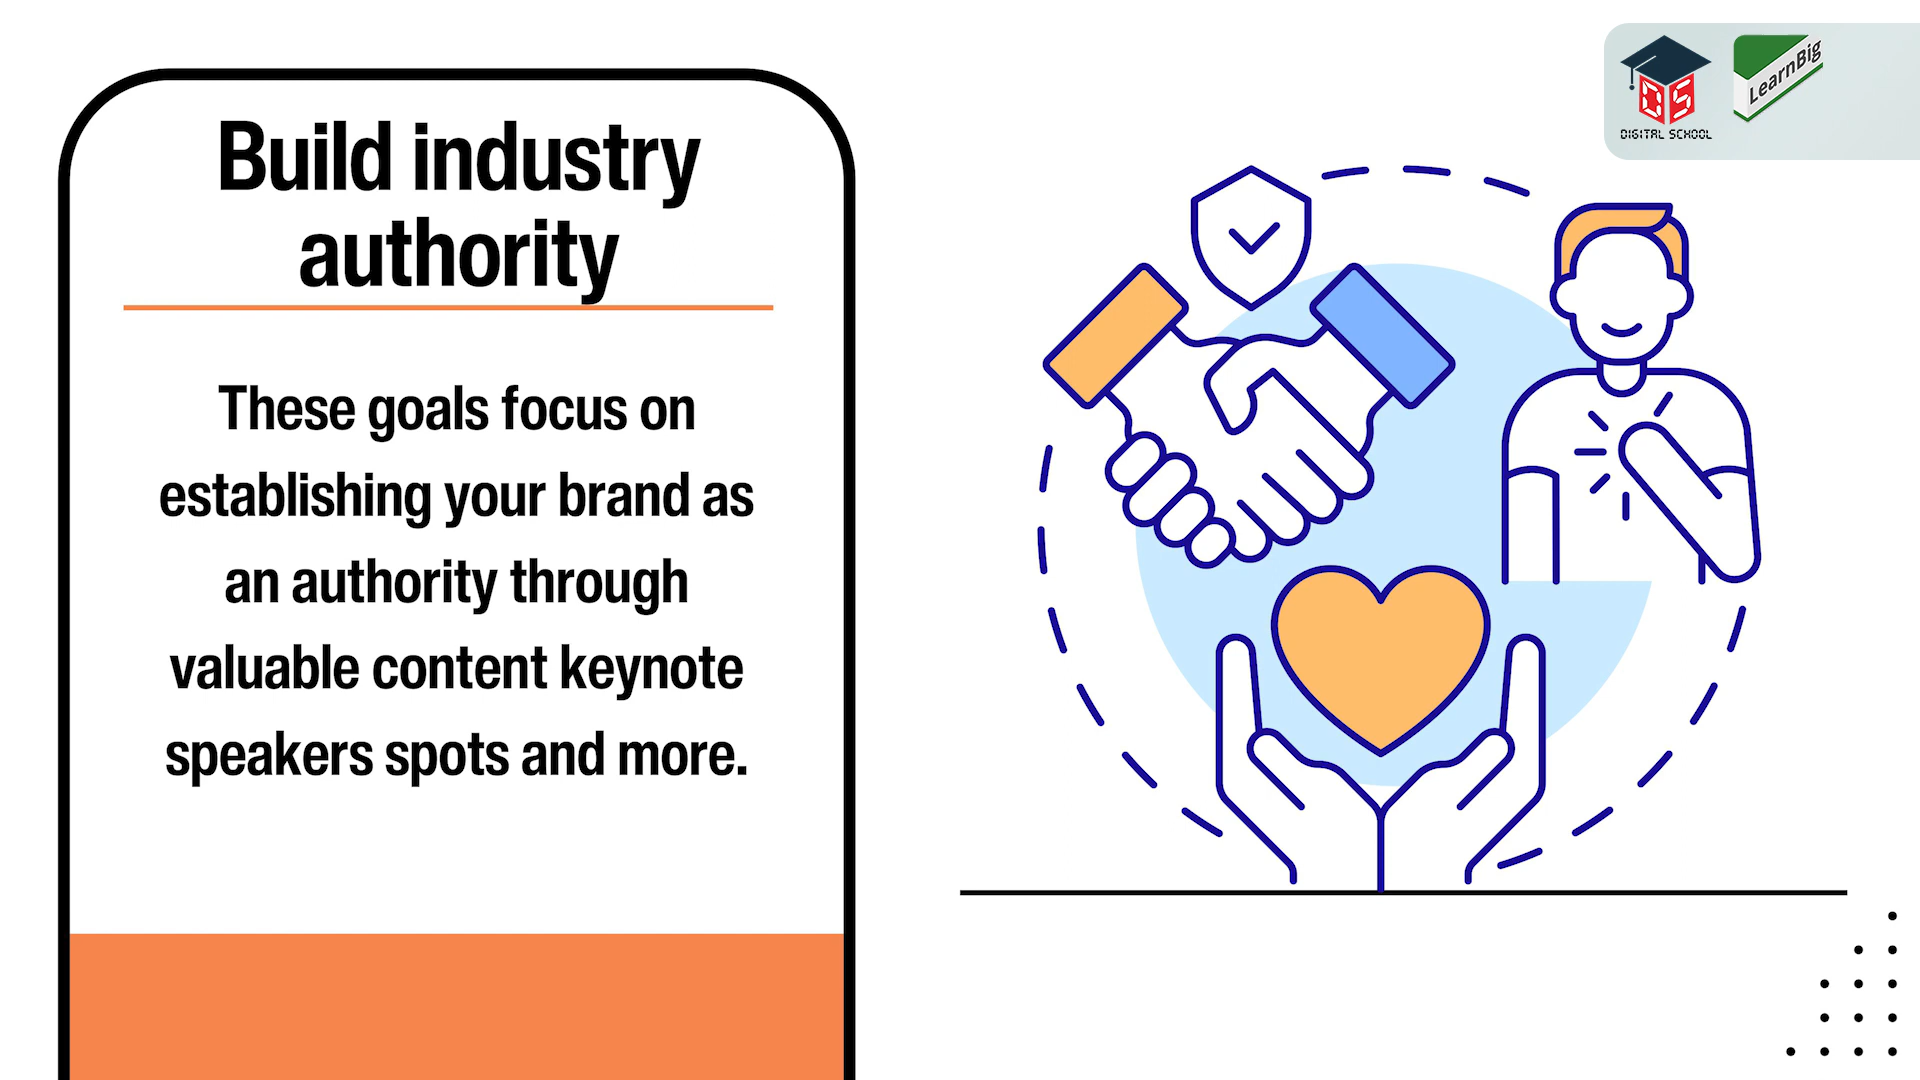 Build industry
authority
These goals focus on
establishing your brand as
an authority through
valuable content keynote
speakers spots and more.
DS
DIGITAL SCHOOL
LearnBig